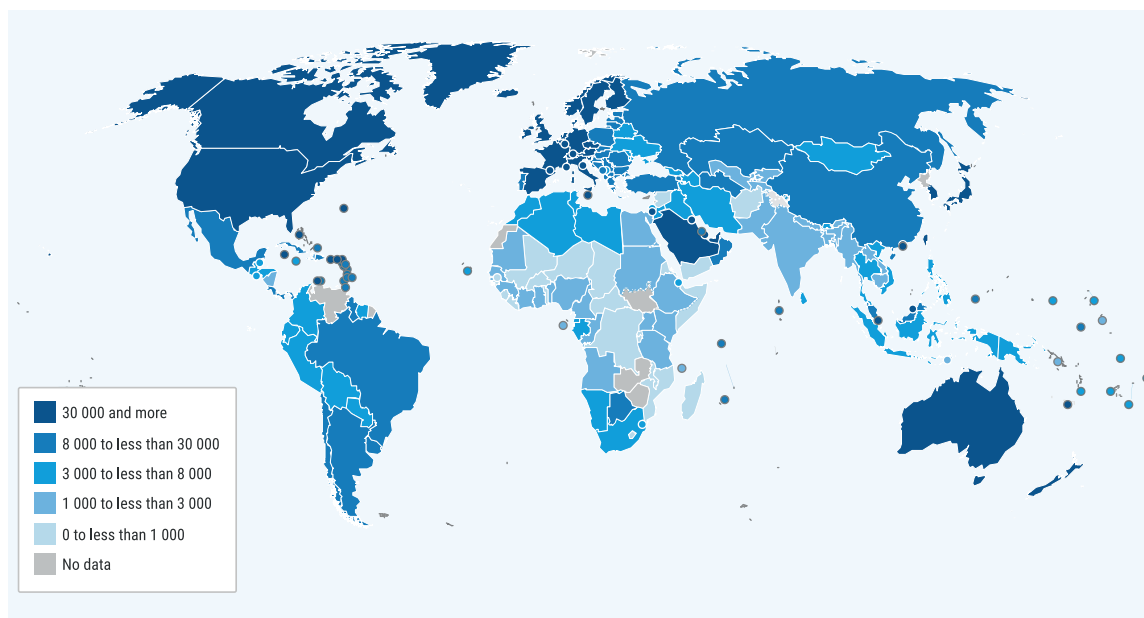 30 000 and more
8 000 to less than 30 000
3 000 to less than 8 000
1 000 to less than 3 000
0 to less than 1 000
No data